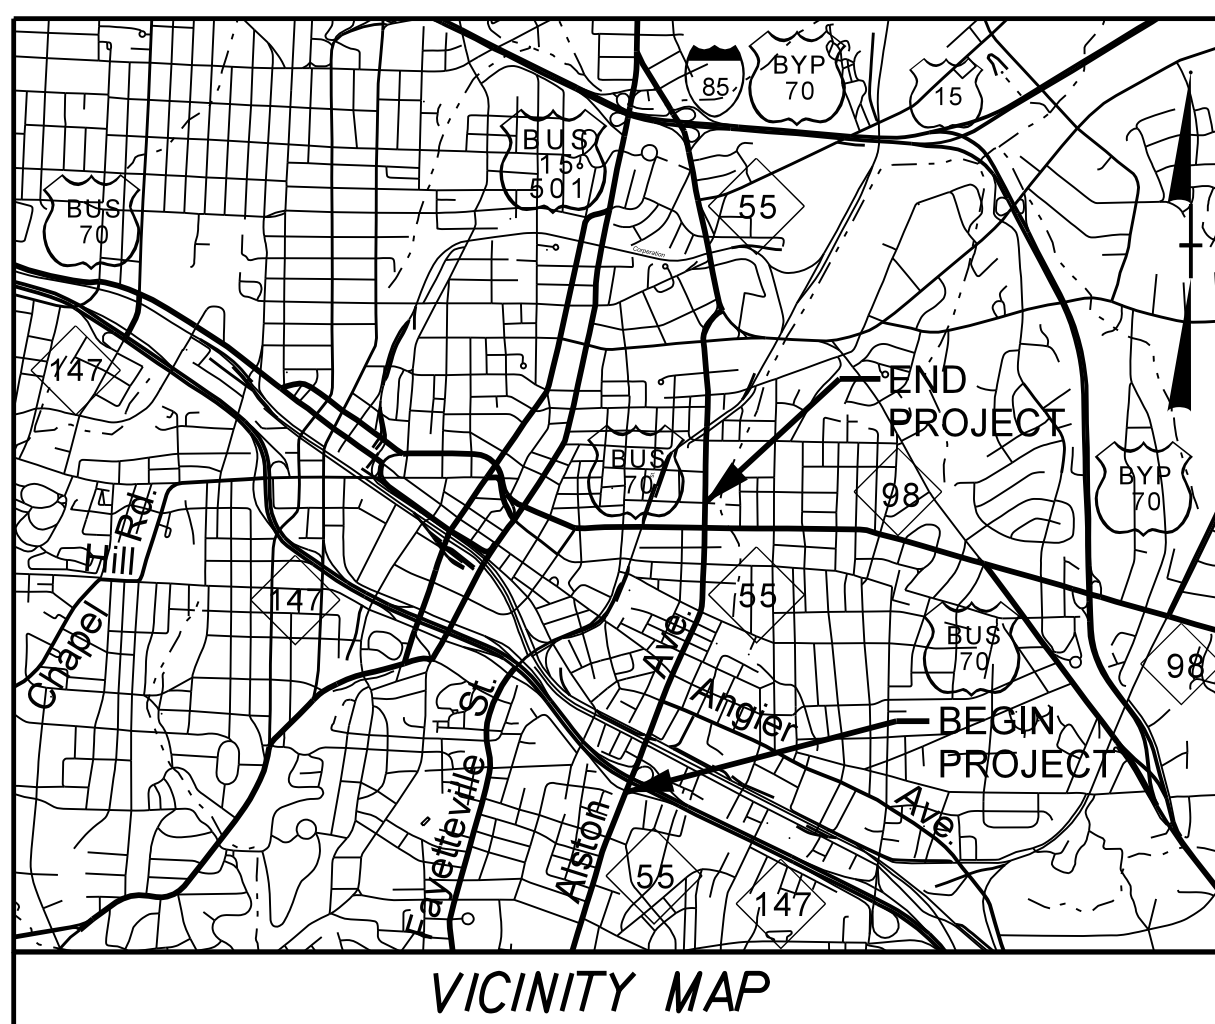 85
BYP
70
15
BUS
15
501
BUS
70
55
Corporation
147
END
PROJECT
BUS
70
98
BYP
70
Hill Rd.
147
55
Chapel
Ave.
BUS
70
98
St.
Angier
BEGIN
PROJECT
Fayetteville
Alston
Ave.
55
147
VICINITY MAP